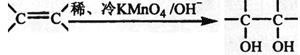 C=C 稀、冷KMnO₄/OH⁻ —C—C—
OH OH